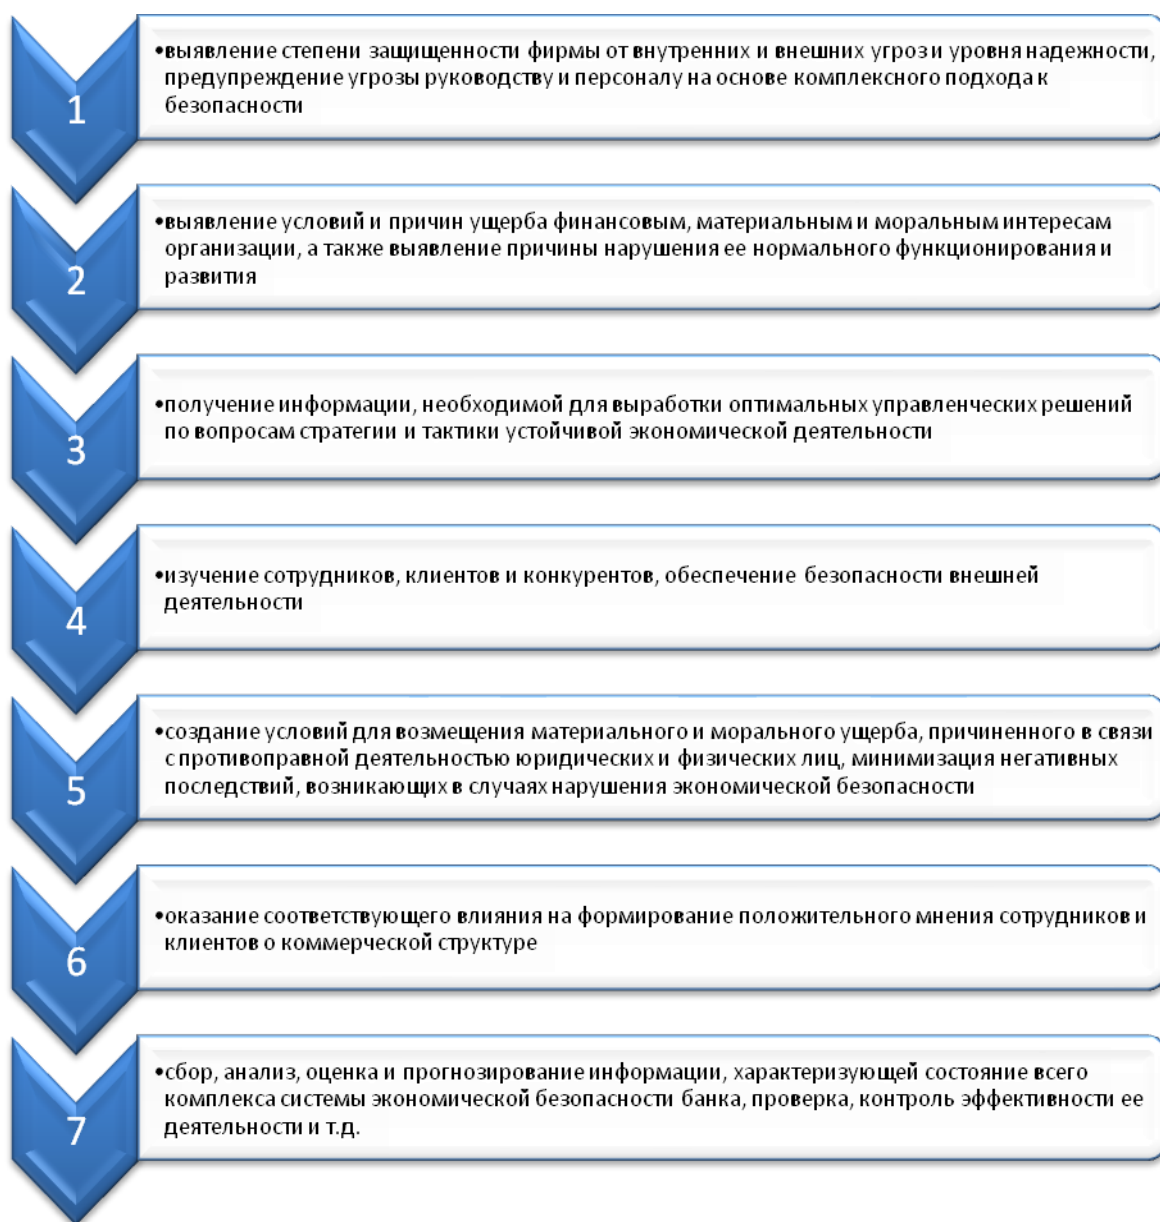 1
•выявление степени защищенности фирмы от внутренних и внешних угроз и уровня надежности,
предупреждение угрозы руководству и персоналу на основе комплексного подхода к
безопасности
2
•выявление условий и причин ущерба финансовым, материальным и моральным интересам
организации, а также выявление причины нарушения ее нормального функционирования и
развития
3
•получение информации, необходимой для выработки оптимальных управленческих решений
по вопросам стратегии и тактики устойчивой экономической деятельности
4
•изучение сотрудников, клиентов и конкурентов, обеспечение безопасности внешней
деятельности
5
•создание условий для возмещения материального и морального ущерба, причиненного в связи
с противоправной деятельностью юридических и физических лиц, минимизация негативных
последствий, возникающих в случаях нарушения экономической безопасности
6
•оказание соответствующего влияния на формирование положительного мнения сотрудников и
клиентов о коммерческой структуре
7
•сбор, анализ, оценка и прогнозирование информации, характеризующей состояние всего
комплекса системы экономической безопасности банка, проверка, контроль эффективности ее
деятельности и т.д.